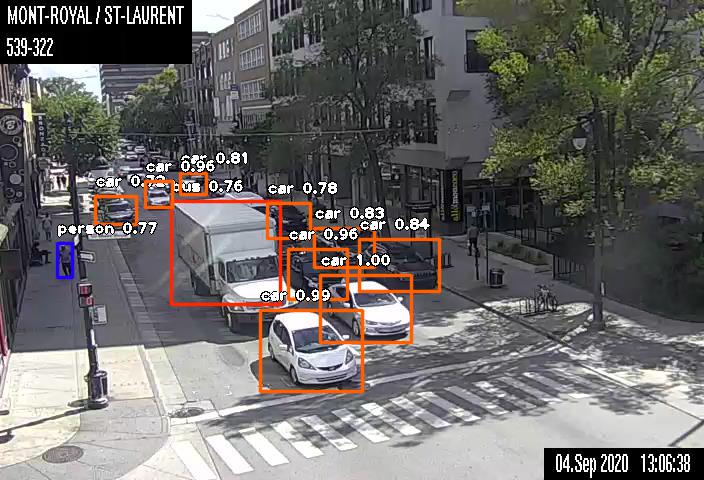 MONT-ROYAL / ST-LAURENT
539-322
car 0.81
car 0.96
car 0.73
bus 0.76
car 0.78
person 0.77
car 0.83
car 0.84
car 0.96
car 1.00
car 0.99
04.Sep 2020 13:06:38